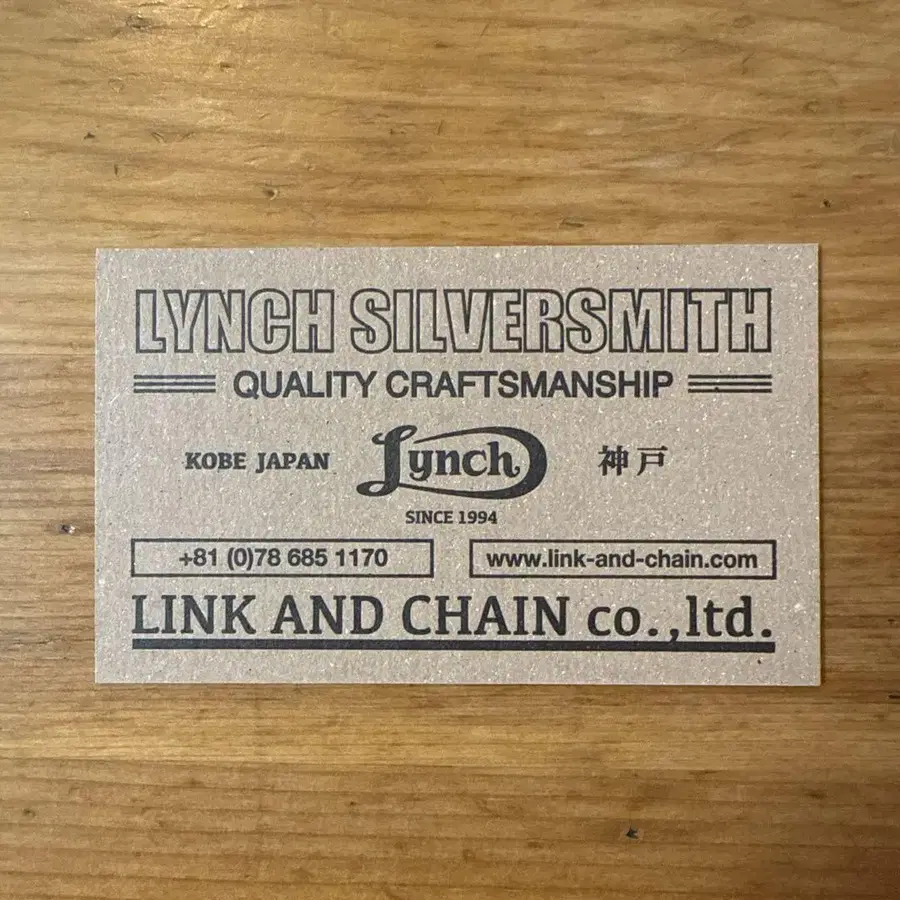 LYNCH SILVERSMITH
QUALITY CRAFTSMANSHIP
KOBE JAPAN Lynch 神戸
SINCE 1994
+81 (0)78 685 1170 www.link-and-chain.com
LINK AND CHAIN co.,ltd.